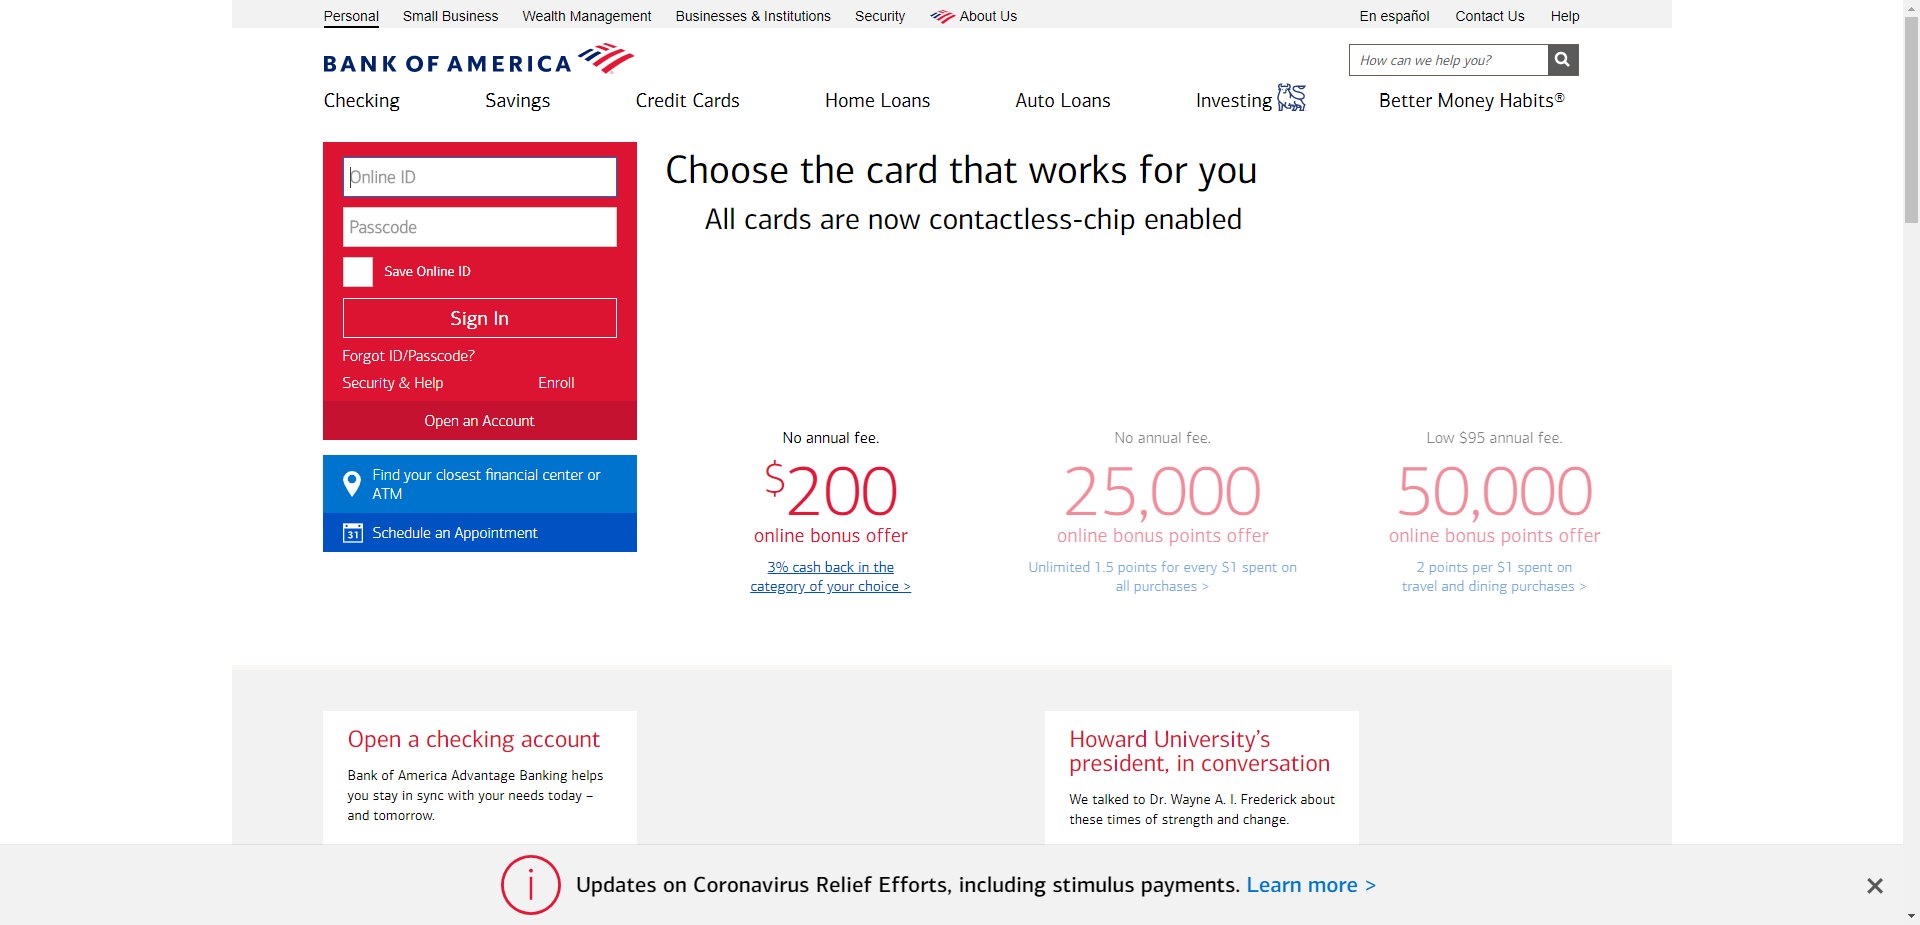 Personal Small Business Wealth Management Businesses & Institutions Security About Us En español Contact Us Help
BANK OF AMERICA
How can we help you?
Checking Savings Credit Cards Home Loans Auto Loans Investing Better Money Habits®
Online ID
Passcode
Save Online ID
Sign In
Forgot ID/Passcode?
Security & Help Enroll
Open an Account
Find your closest financial center or
ATM
31
Schedule an Appointment
Choose the card that works for you
All cards are now contactless-chip enabled
No annual fee.
$200
online bonus offer
3% cash back in the
category of your choice >
No annual fee.
25,000
online bonus points offer
Unlimited 1.5 points for every $1 spent on
all purchases >
Low $95 annual fee.
50,000
online bonus points offer
2 points per $1 spent on
travel and dining purchases >
Open a checking account
Bank of America Advantage Banking helps
you stay in sync with your needs today –
and tomorrow.
Howard University's
president, in conversation
We talked to Dr. Wayne A. I. Frederick about
these times of strength and change.
Updates on Coronavirus Relief Efforts, including stimulus payments. Learn more >